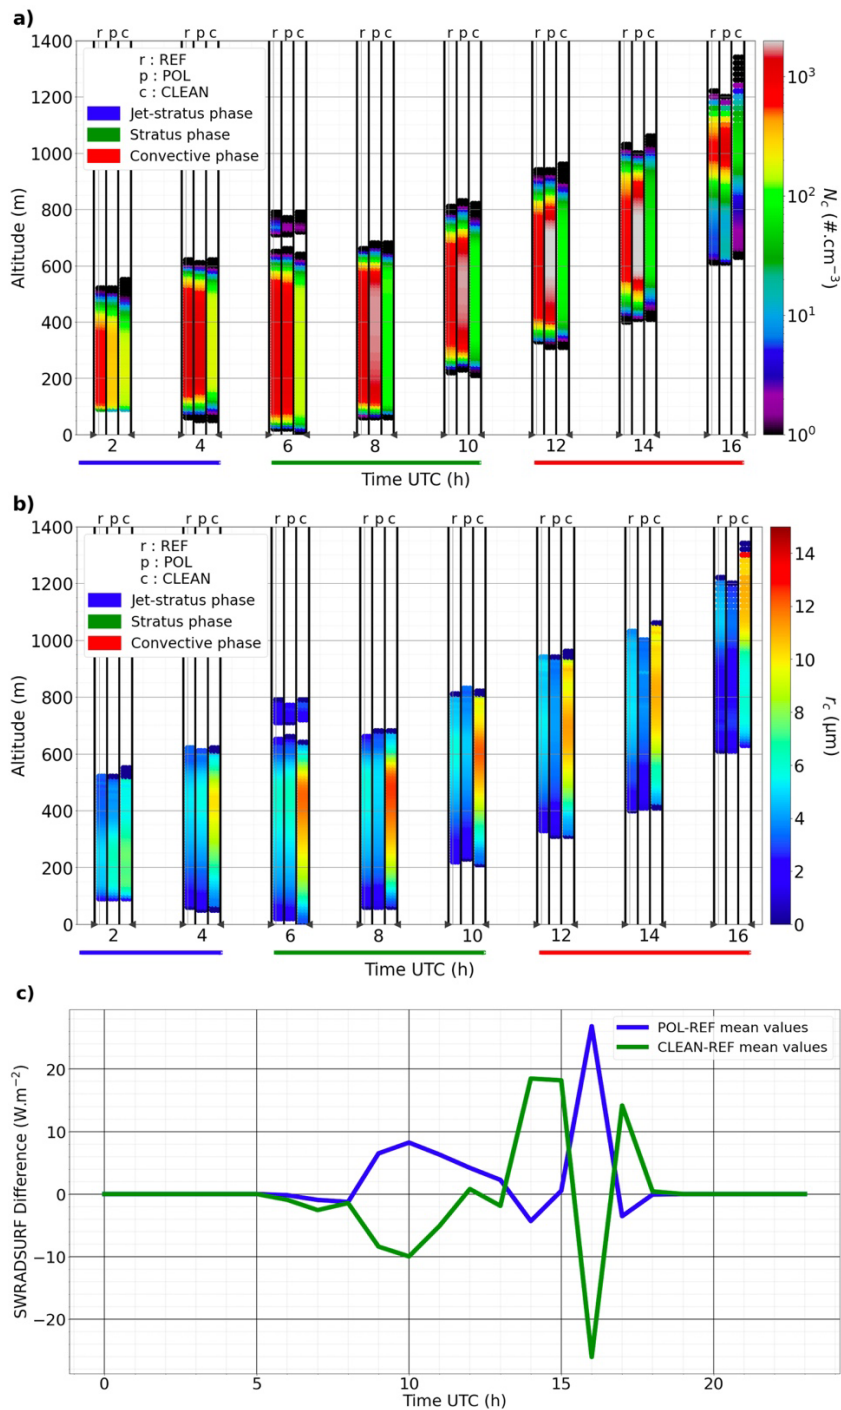 a)
r p c r p c r p c r p c r p c r p c r p c r p c
r : REF
p : POL
c : CLEAN
Jet-stratus phase
Stratus phase
Convective phase
1400
1200
1000
800
600
400
200
0
Altitude (m)
2 4 6 8 10 12 14 16
Time UTC (h)
10³
10²
10¹
10⁰
N_c (#.cm⁻³)
b)
r p c r p c r p c r p c r p c r p c r p c r p c
r : REF
p : POL
c : CLEAN
Jet-stratus phase
Stratus phase
Convective phase
1400
1200
1000
800
600
400
200
0
Altitude (m)
2 4 6 8 10 12 14 16
Time UTC (h)
14
12
10
8
6
4
2
0
r_c (μm)
c)
POL-REF mean values
CLEAN-REF mean values
20
10
0
−10
−20
SWRADSURF Difference (W.m⁻²)
0 5 10 15 20
Time UTC (h)